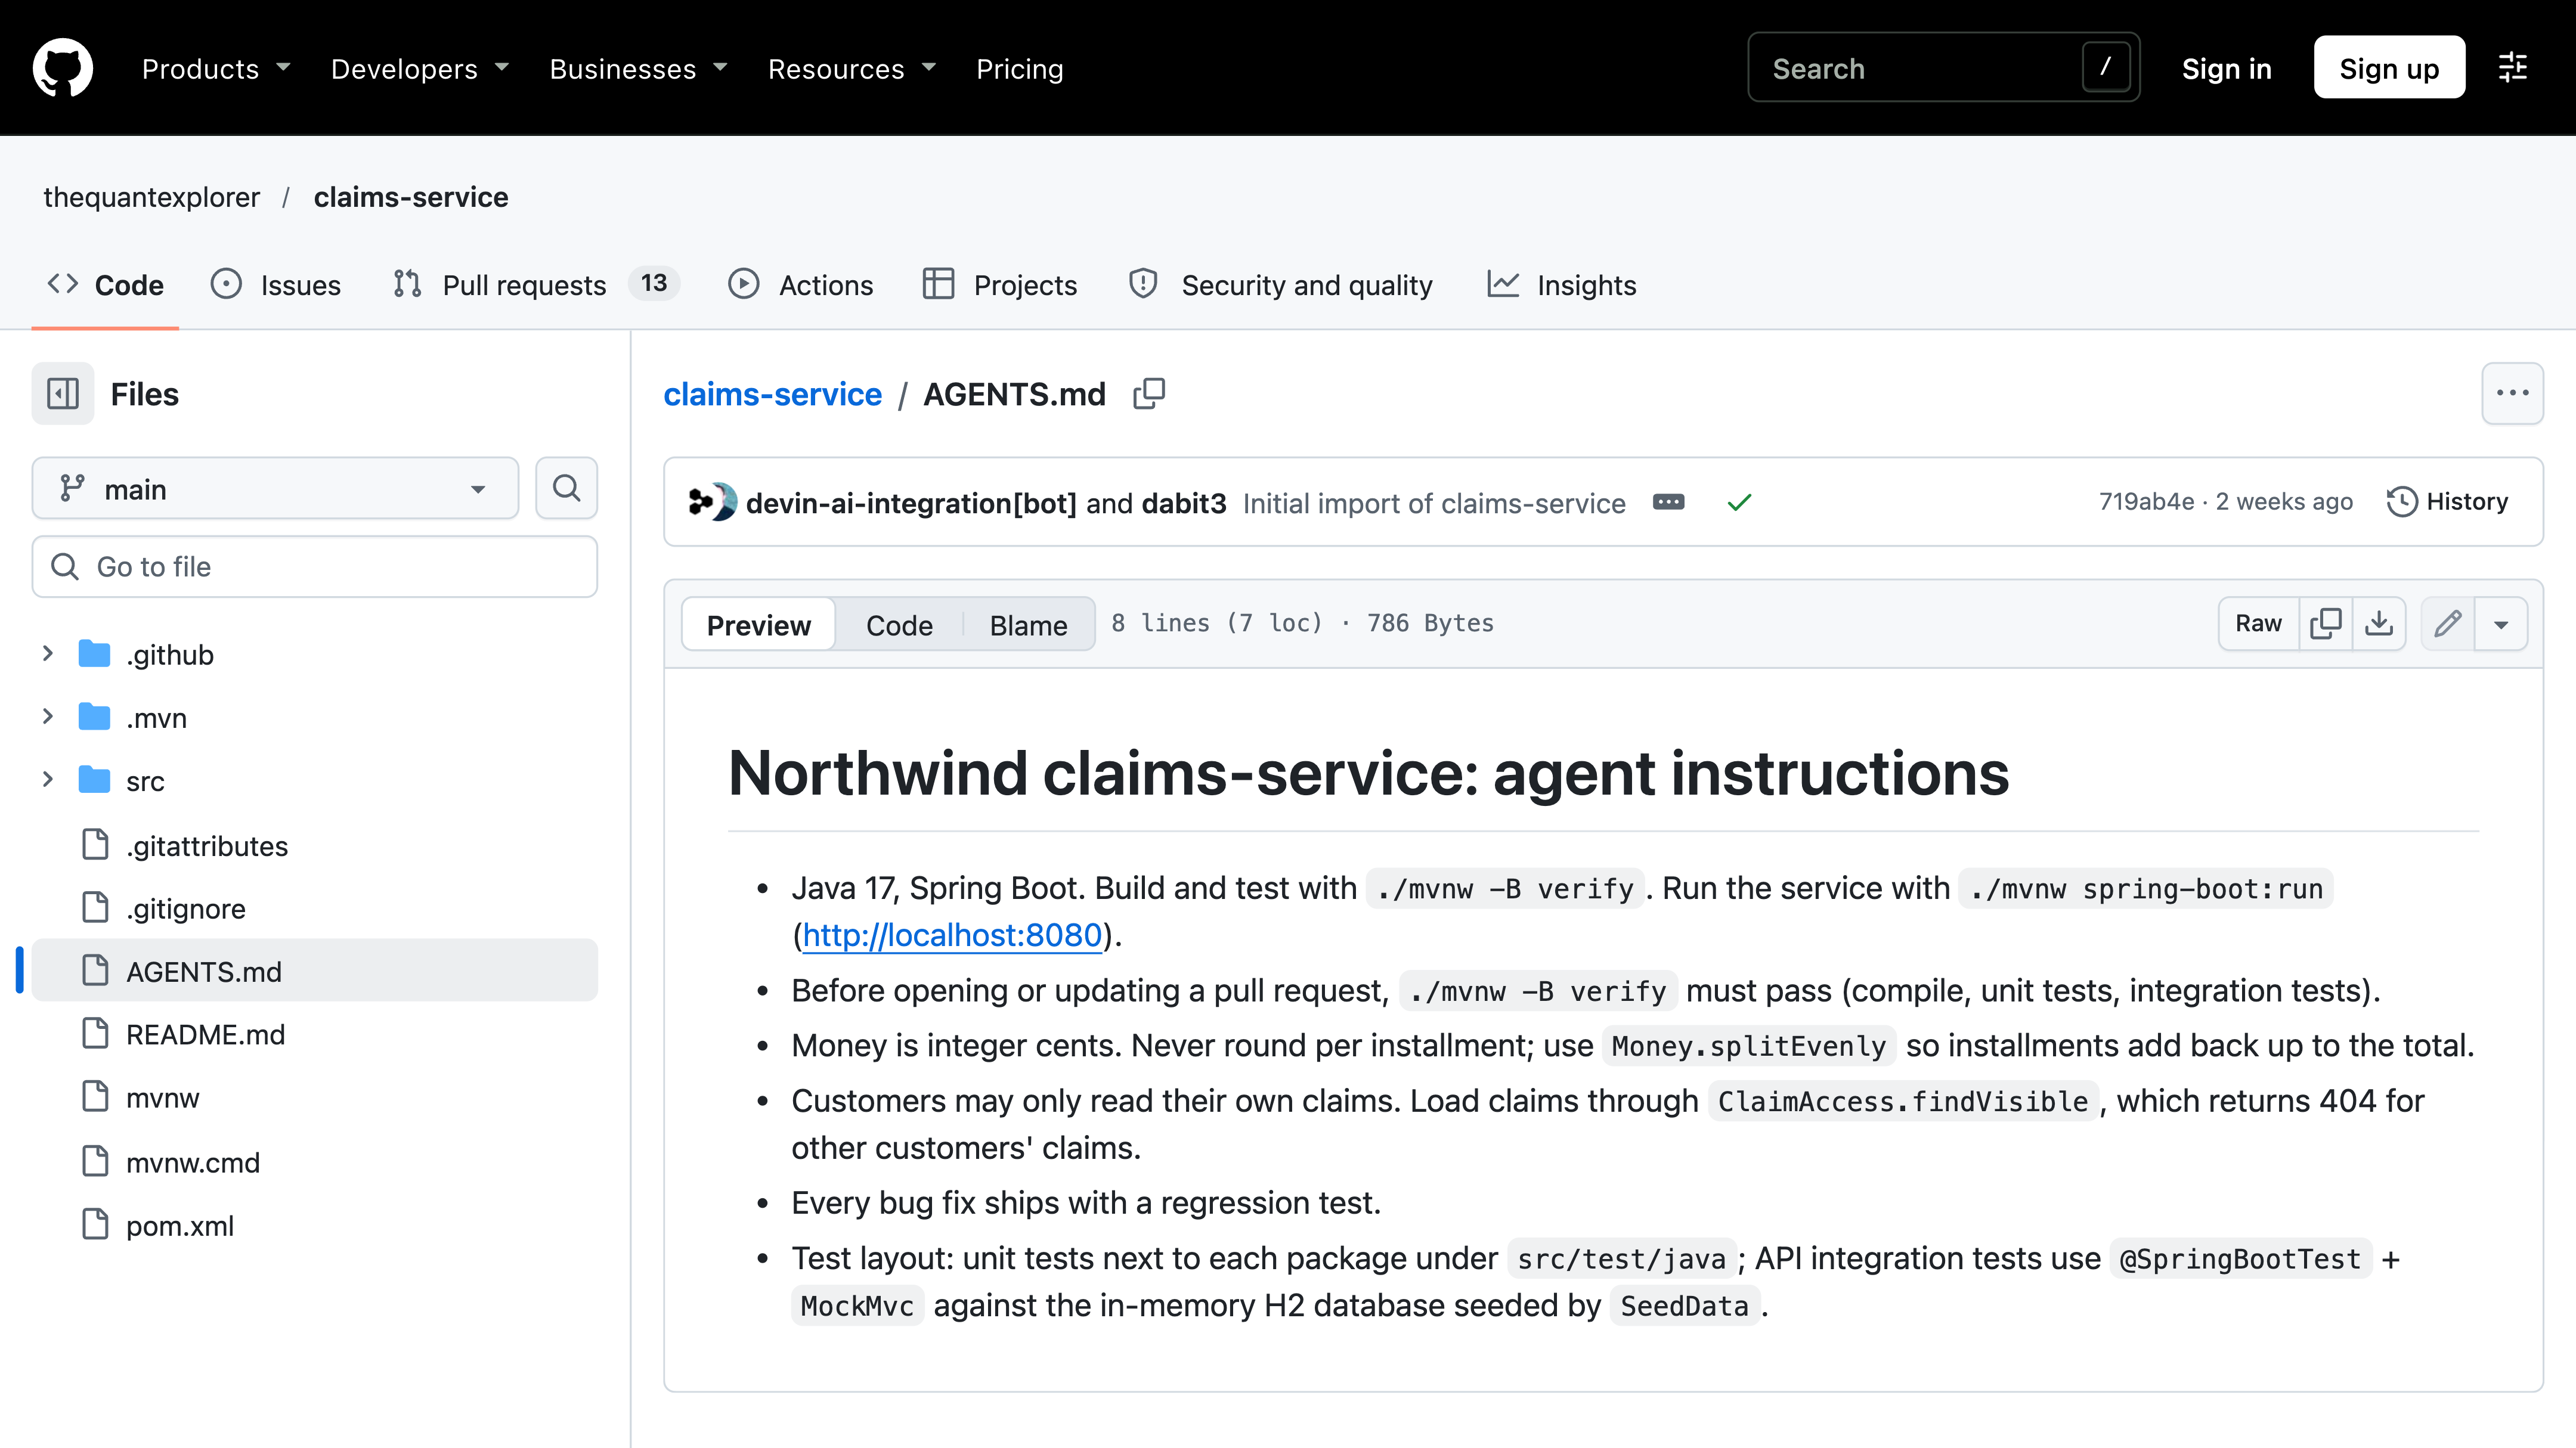 Products Developers Businesses Resources Pricing Search / Sign in Sign up
thequantexplorer / claims-service
Code Issues Pull requests 13 Actions Projects Security and quality Insights
Files
main
Go to file
.github
.mvn
src
.gitattributes
.gitignore
AGENTS.md
README.md
mvnw
mvnw.cmd
pom.xml
claims-service / AGENTS.md
devin-ai-integration[bot] and dabit3 Initial import of claims-service 719ab4e · 2 weeks ago History
Preview Code Blame 8 lines (7 loc) · 786 Bytes Raw
Northwind claims-service: agent instructions
• Java 17, Spring Boot. Build and test with ./mvnw -B verify. Run the service with ./mvnw spring-boot:run
(http://localhost:8080).
• Before opening or updating a pull request, ./mvnw -B verify must pass (compile, unit tests, integration tests).
• Money is integer cents. Never round per installment; use Money.splitEvenly so installments add back up to the total.
• Customers may only read their own claims. Load claims through ClaimAccess.findVisible, which returns 404 for
other customers' claims.
• Every bug fix ships with a regression test.
• Test layout: unit tests next to each package under src/test/java; API integration tests use @SpringBootTest +
MockMvc against the in-memory H2 database seeded by SeedData.